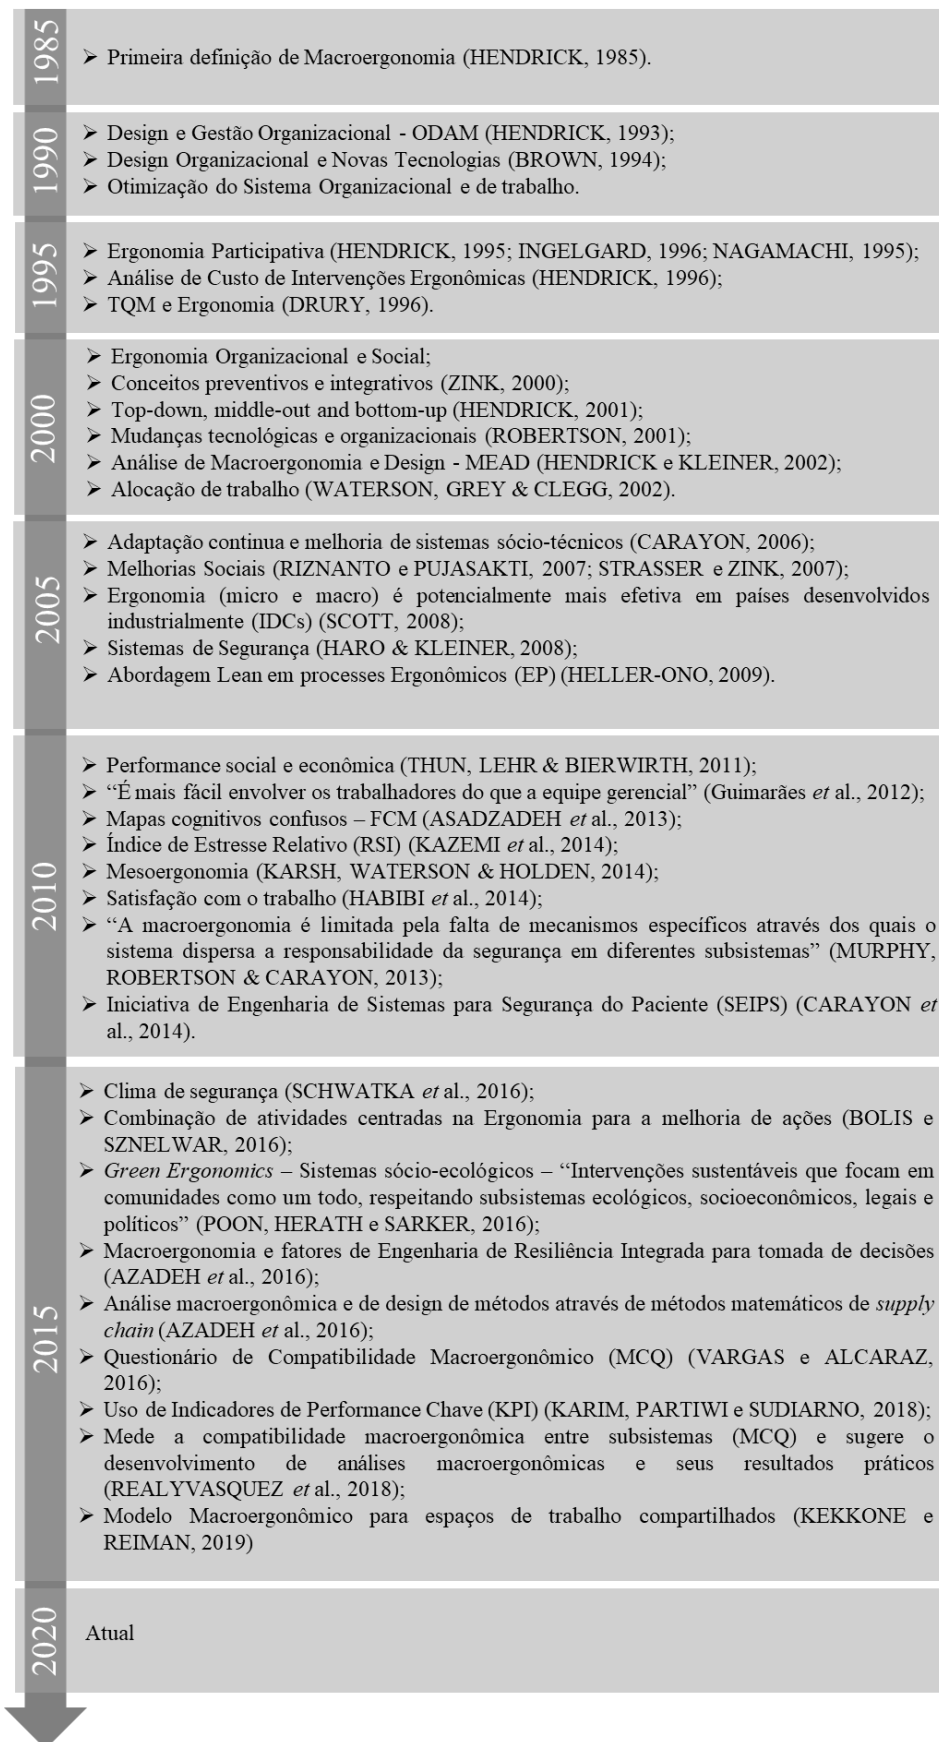 1985
➢ Primeira definição de Macroergonomia (HENDRICK, 1985).
1990
➢ Design e Gestão Organizacional - ODAM (HENDRICK, 1993);
➢ Design Organizacional e Novas Tecnologias (BROWN, 1994);
➢ Otimização do Sistema Organizacional e de trabalho.
1995
➢ Ergonomia Participativa (HENDRICK, 1995; INGELGARD, 1996; NAGAMACHI, 1995);
➢ Análise de Custo de Intervenções Ergonômicas (HENDRICK, 1996);
➢ TQM e Ergonomia (DRURY, 1996).
2000
➢ Ergonomia Organizacional e Social;
➢ Conceitos preventivos e integrativos (ZINK, 2000);
➢ Top-down, middle-out and bottom-up (HENDRICK, 2001);
➢ Mudanças tecnológicas e organizacionais (ROBERTSON, 2001);
➢ Análise de Macroergonomia e Design - MEAD (HENDRICK e KLEINER, 2002);
➢ Alocação de trabalho (WATERSON, GREY & CLEGG, 2002).
2005
➢ Adaptação continua e melhoria de sistemas sócio-técnicos (CARAYON, 2006);
➢ Melhorias Sociais (RIZNANTO e PUJASAKTI, 2007; STRASSER e ZINK, 2007);
➢ Ergonomia (micro e macro) é potencialmente mais efetiva em países desenvolvidos
industrialmente (IDCs) (SCOTT, 2008);
➢ Sistemas de Segurança (HARO & KLEINER, 2008);
➢ Abordagem Lean em processes Ergonômicos (EP) (HELLER-ONO, 2009).
2010
➢ Performance social e econômica (THUN, LEHR & BIERWIRTH, 2011);
➢ “É mais fácil envolver os trabalhadores do que a equipe gerencial” (Guimarães et al., 2012);
➢ Mapas cognitivos confusos – FCM (ASADZADEH et al., 2013);
➢ Índice de Estresse Relativo (RSI) (KAZEMI et al., 2014);
➢ Mesoergonomia (KARSH, WATERSON & HOLDEN, 2014);
➢ Satisfação com o trabalho (HABIBI et al., 2014);
➢ “A macroergonomia é limitada pela falta de mecanismos específicos através dos quais o
sistema dispersa a responsabilidade da segurança em diferentes subsistemas” (MURPHY,
ROBERTSON & CARAYON, 2013);
➢ Iniciativa de Engenharia de Sistemas para Segurança do Paciente (SEIPS) (CARAYON et
al., 2014).
2015
➢ Clima de segurança (SCHWATKA et al., 2016);
➢ Combinação de atividades centradas na Ergonomia para a melhoria de ações (BOLIS e
SZNELWAR, 2016);
➢ Green Ergonomics – Sistemas sócio-ecológicos – “Intervenções sustentáveis que focam em
comunidades como um todo, respeitando subsistemas ecológicos, socioeconômicos, legais e
políticos” (POON, HERATH e SARKER, 2016);
➢ Macroergonomia e fatores de Engenharia de Resiliência Integrada para tomada de decisões
(AZADEH et al., 2016);
➢ Análise macroergonômica e de design de métodos através de métodos matemáticos de supply
chain (AZADEH et al., 2016);
➢ Questionário de Compatibilidade Macroergonômico (MCQ) (VARGAS e ALCARAZ,
2016);
➢ Uso de Indicadores de Performance Chave (KPI) (KARIM, PARTIWI e SUDIARNO, 2018);
➢ Mede a compatibilidade macroergonômica entre subsistemas (MCQ) e sugere o
desenvolvimento de análises macroergonômicas e seus resultados práticos
(REALYVASQUEZ et al., 2018);
➢ Modelo Macroergonômico para espaços de trabalho compartilhados (KEKKONE e
REIMAN, 2019)
2020
Atual